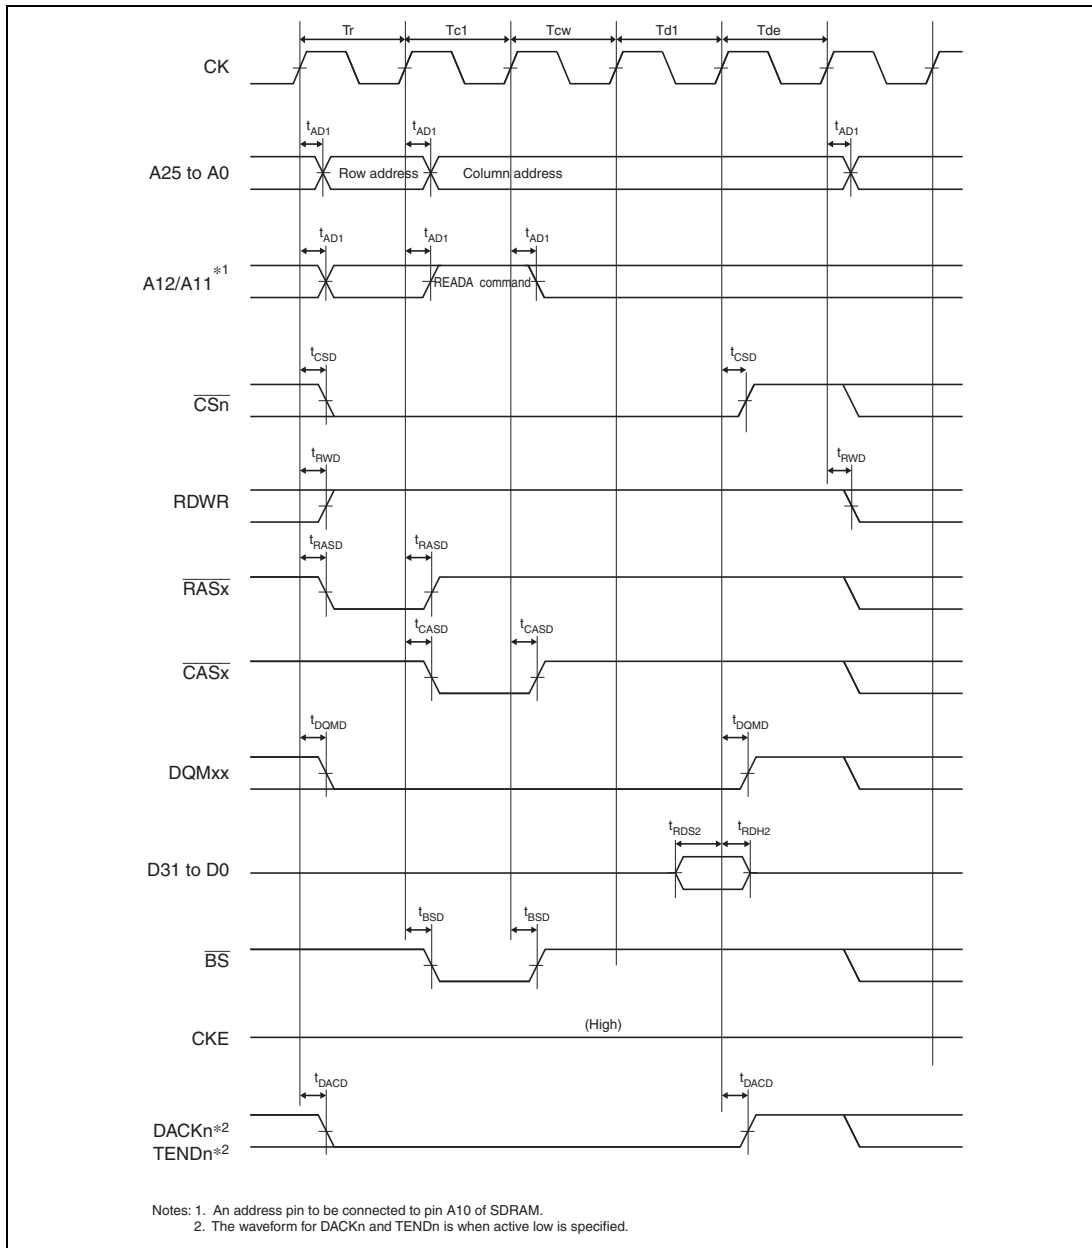 Tr Tc1 Tcw Td1 Tde
CK
tAD1 tAD1 tAD1
A25 to A0 Row address Column address
tAD1 tAD1 tAD1
A12/A11*1 READA command
tCSD tCSD
CSn
tRWD tRWD
RDWR
tRASD tRASD
RASx
tCASD tCASD
CASx
tDQMD tDQMD
DQMxx
tRDS2 tRDH2
D31 to D0
tBSD tBSD
BS
(High)
CKE
tDACD tDACD
DACKn*2
TENDn*2
Notes: 1. An address pin to be connected to pin A10 of SDRAM.
2. The waveform for DACKn and TENDn is when active low is specified.